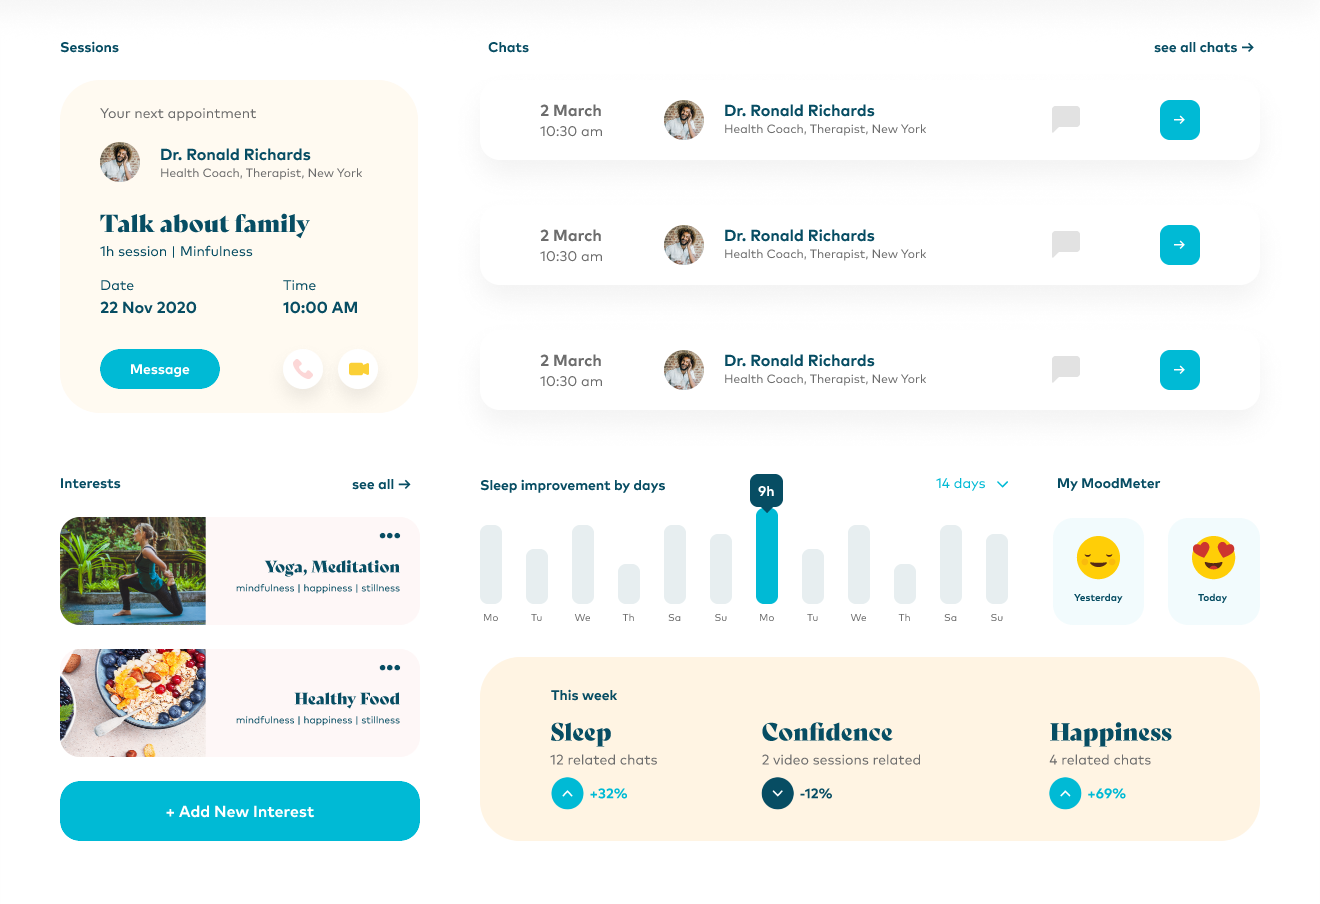 Sessions
Your next appointment
Dr. Ronald Richards
Health Coach, Therapist, New York
Talk about family
1h session | Minfulness
Date
Time
22 Nov 2020
10:00 AM
Message
Chats
see all chats →
2 March
10:30 am
Dr. Ronald Richards
Health Coach, Therapist, New York
2 March
10:30 am
Dr. Ronald Richards
Health Coach, Therapist, New York
2 March
10:30 am
Dr. Ronald Richards
Health Coach, Therapist, New York
Interests
see all →
Yoga, Meditation
mindfulness | happiness | stillness
Healthy Food
mindfulness | happiness | stillness
+ Add New Interest
Sleep improvement by days
14 days
9h
Mo Tu We Th Sa Su Mo Tu We Th Sa Su
My MoodMeter
Yesterday
Today
This week
Sleep
12 related chats
+32%
Confidence
2 video sessions related
-12%
Happiness
4 related chats
+69%